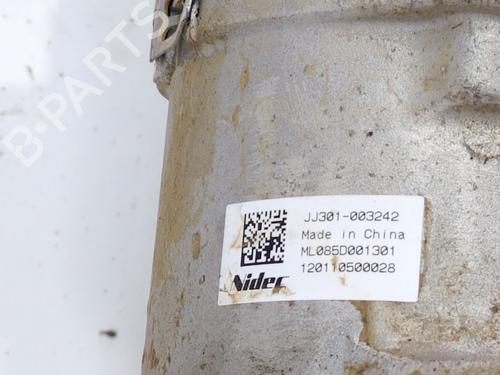 B-PARTS
JJ301-003242
Made in China
ML085D001301
120110500028
Nidec